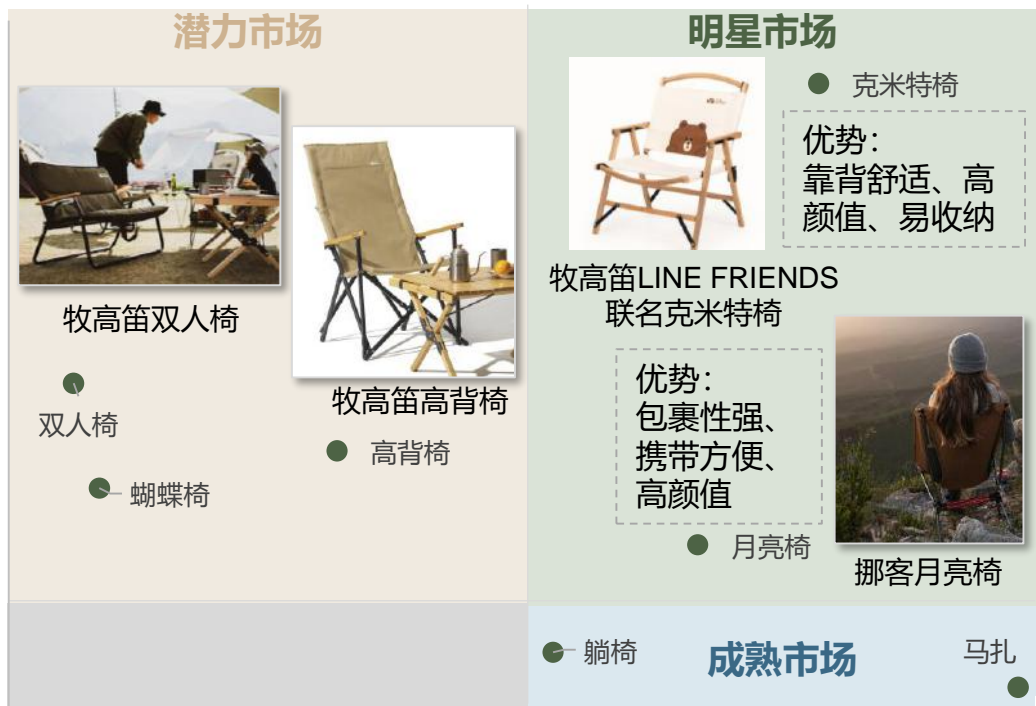 潜力市场
牧高笛双人椅
牧高笛高背椅
双人椅
高背椅
蝴蝶椅
明星市场
克米特椅
优势：
靠背舒适、高
颜值、易收纳
牧高笛LINE FRIENDS
联名克米特椅
优势：
包裹性强、
携带方便、
高颜值
月亮椅
挪客月亮椅
躺椅
成熟市场
马扎